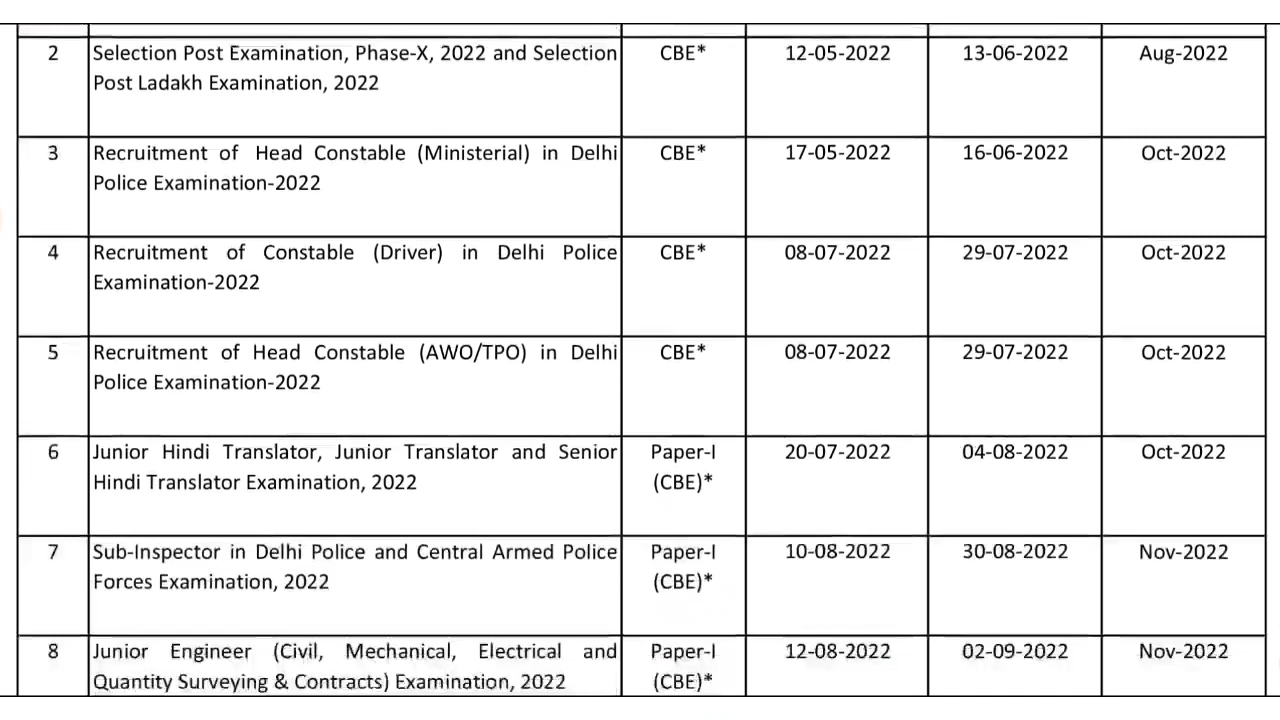 2 Selection Post Examination, Phase-X, 2022 and Selection CBE* 12-05-2022 13-06-2022 Aug-2022
Post Ladakh Examination, 2022
3 Recruitment of Head Constable (Ministerial) in Delhi CBE* 17-05-2022 16-06-2022 Oct-2022
Police Examination-2022
4 Recruitment of Constable (Driver) in Delhi Police CBE* 08-07-2022 29-07-2022 Oct-2022
Examination-2022
5 Recruitment of Head Constable (AWO/TPO) in Delhi CBE* 08-07-2022 29-07-2022 Oct-2022
Police Examination-2022
6 Junior Hindi Translator, Junior Translator and Senior Paper-I 20-07-2022 04-08-2022 Oct-2022
Hindi Translator Examination, 2022 (CBE)*
7 Sub-Inspector in Delhi Police and Central Armed Police Paper-I 10-08-2022 30-08-2022 Nov-2022
Forces Examination, 2022 (CBE)*
8 Junior Engineer (Civil, Mechanical, Electrical and Paper-I 12-08-2022 02-09-2022 Nov-2022
Quantity Surveying & Contracts) Examination, 2022 (CBE)*